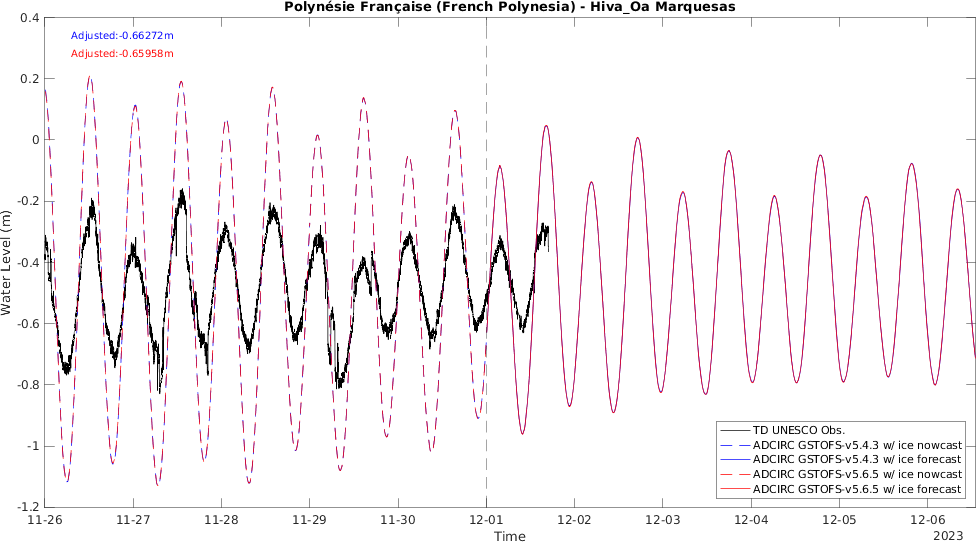 Polynésie Française (French Polynesia) - Hiva_Oa Marquesas
Adjusted:-0.66272m
Adjusted:-0.65958m
Water Level (m)
0.4
0.2
0
-0.2
-0.4
-0.6
-0.8
-1
-1.2
TD UNESCO Obs.
ADCIRC GSTOFS-v5.4.3 w/ ice nowcast
ADCIRC GSTOFS-v5.4.3 w/ ice forecast
ADCIRC GSTOFS-v5.6.5 w/ ice nowcast
ADCIRC GSTOFS-v5.6.5 w/ ice forecast
11-26 11-27 11-28 11-29 11-30 12-01 12-02 12-03 12-04 12-05 12-06
Time
2023